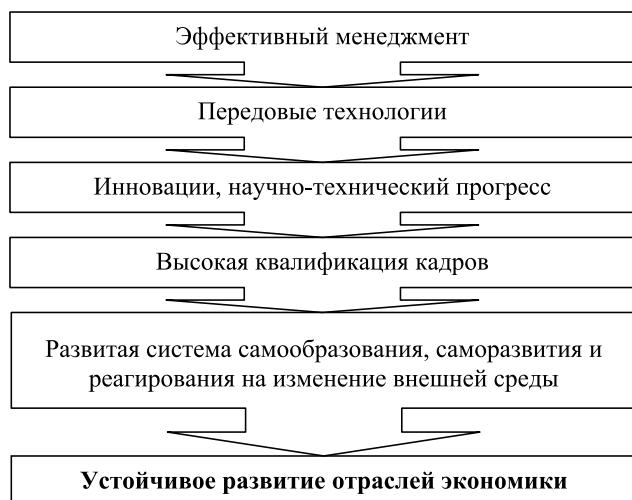 Эффективный менеджмент
Передовые технологии
Инновации, научно-технический прогресс
Высокая квалификация кадров
Развитая система самообразования, саморазвития и
реагирования на изменение внешней среды
Устойчивое развитие отраслей экономики